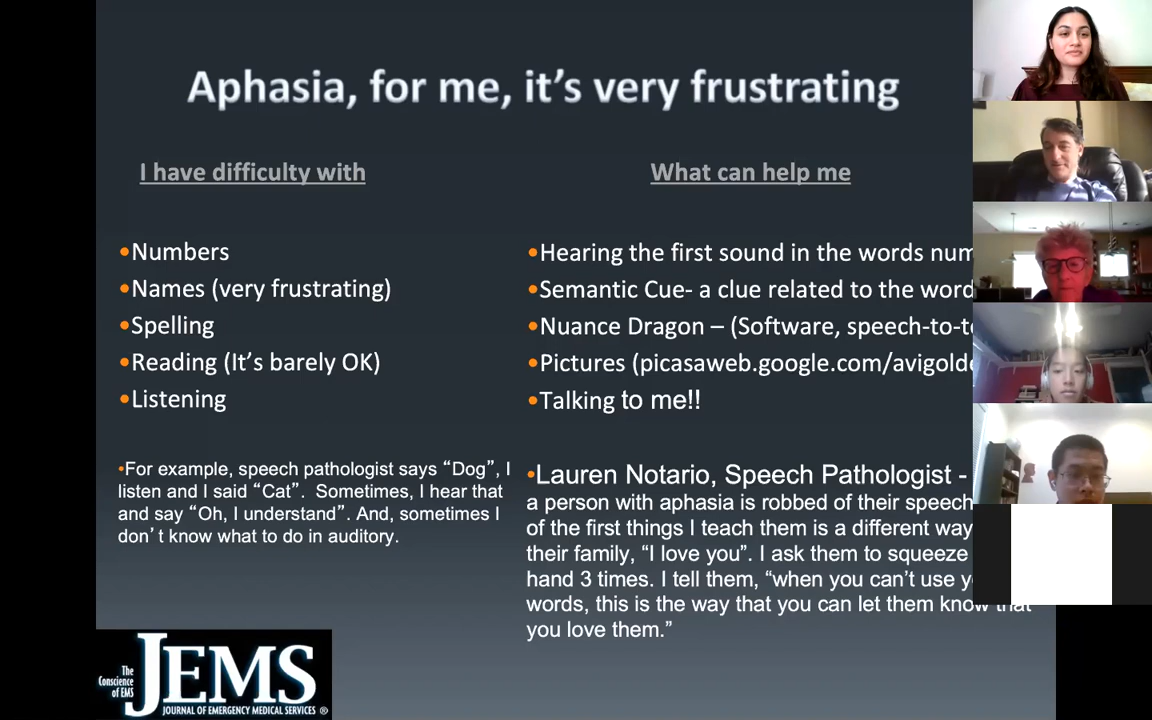 Aphasia, for me, it’s very frustrating
I have difficulty with
•Numbers
•Names (very frustrating)
•Spelling
•Reading (It’s barely OK)
•Listening
•For example, speech pathologist says “Dog”, I
listen and I said “Cat”. Sometimes, I hear that
and say “Oh, I understand”. And, sometimes I
don’t know what to do in auditory.
What can help me
•Hearing the first sound in the words num
•Semantic Cue- a clue related to the word
•Nuance Dragon – (Software, speech-to-te
•Pictures (picasaweb.google.com/avigolde
•Talking to me!!
•Lauren Notario, Speech Pathologist -
a person with aphasia is robbed of their speech
of the first things I teach them is a different way
their family, “I love you”. I ask them to squeeze
hand 3 times. I tell them, “when you can’t use y
words, this is the way that you can let them know that
you love them.”
The
Conscience
of EMS
JEMS
JOURNAL OF EMERGENCY MEDICAL SERVICES ®